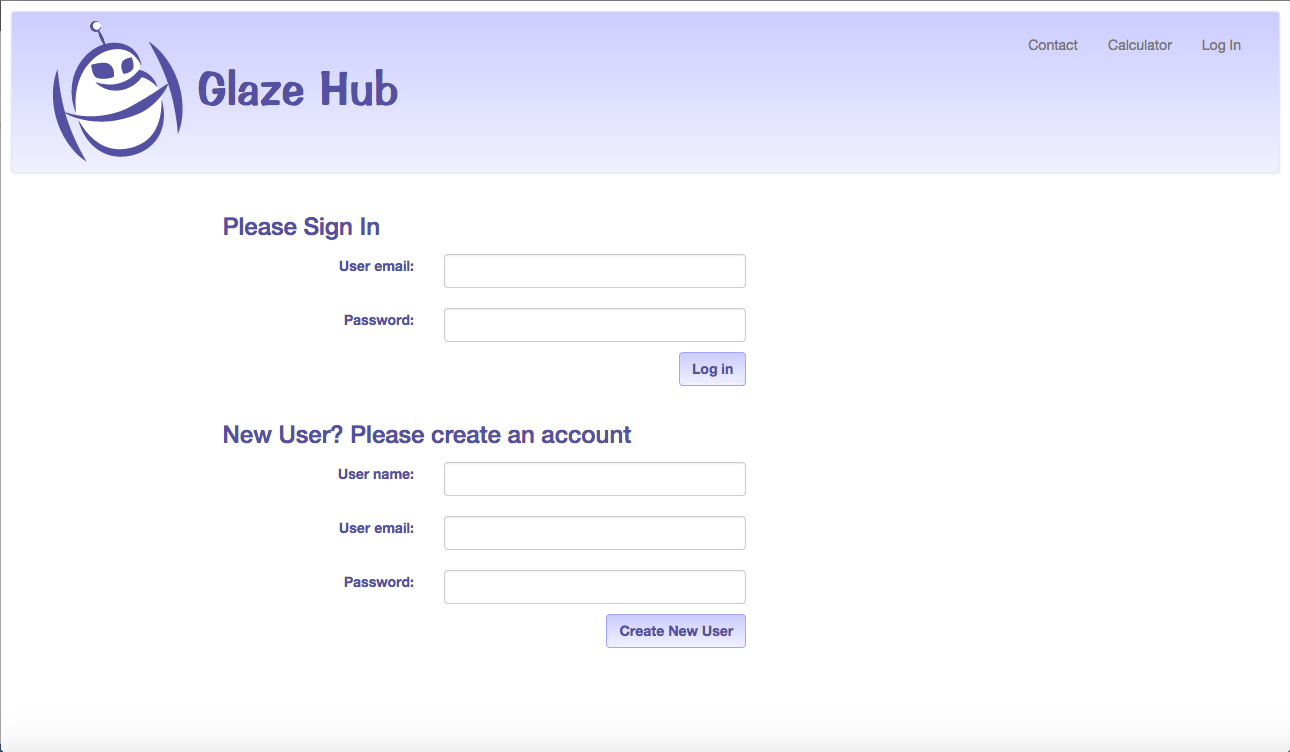 Contact Calculator Log In
Glaze Hub
Please Sign In
User email:
Password:
Log in
New User? Please create an account
User name:
User email:
Password:
Create New User